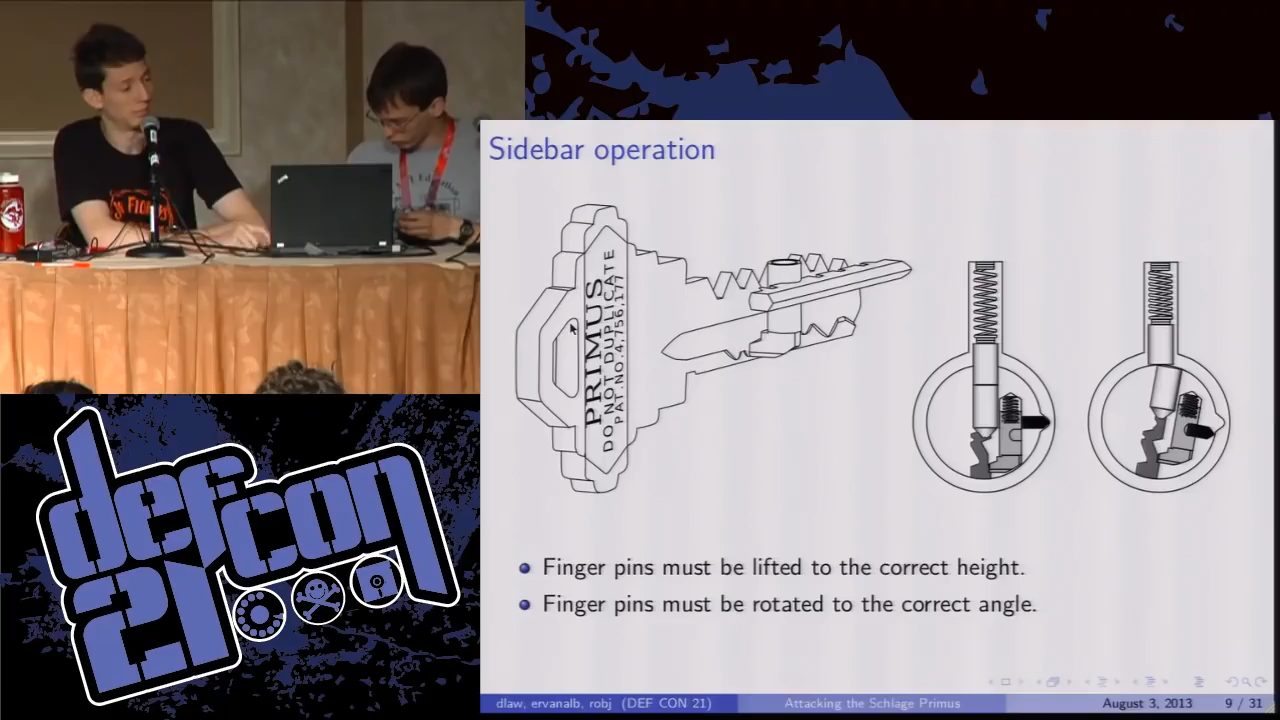 Sidebar operation
PRIMUS
DO NOT DUPLICATE
PAT.NO.4,756,177
Finger pins must be lifted to the correct height.
Finger pins must be rotated to the correct angle.
dlaw, ervanalb, robj (DEF CON 21)
Attacking the Schlage Primus
August 3, 2013
9 / 31
defcon
21